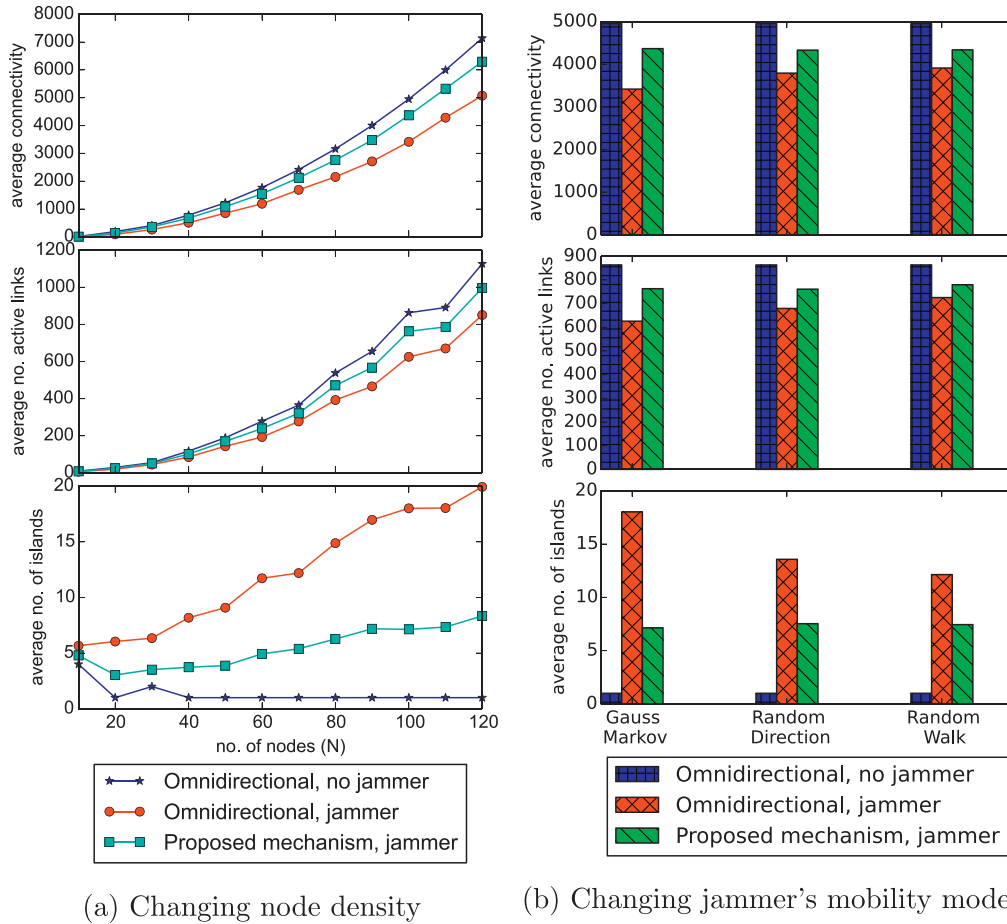 8000
7000
6000
5000
4000
3000
2000
1000
0
average connectivity
1200
1000
800
600
400
200
0
average no. active links
20
15
10
5
0
average no. of islands
20 40 60 80 100 120
no. of nodes (N)
Omnidirectional, no jammer
Omnidirectional, jammer
Proposed mechanism, jammer
(a) Changing node density
5000
4000
3000
2000
1000
0
average connectivity
900
800
700
600
500
400
300
200
100
0
average no. active links
20
15
10
5
0
average no. of islands
Gauss Markov
Random Direction
Random Walk
Omnidirectional, no jammer
Omnidirectional, jammer
Proposed mechanism, jammer
(b) Changing jammer's mobility mode